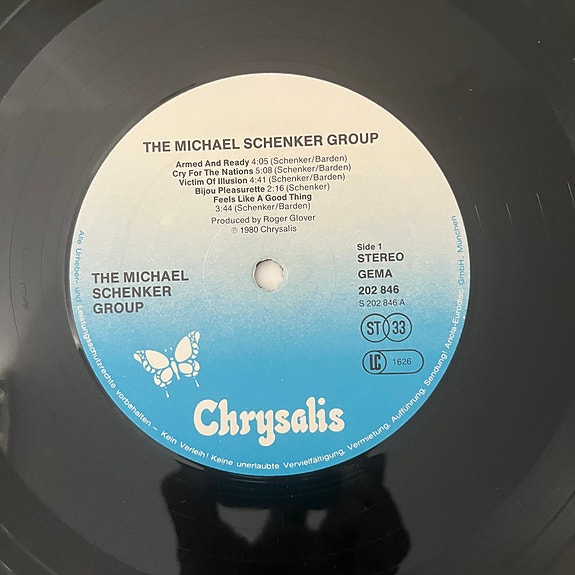 THE MICHAEL SCHENKER GROUP
Armed And Ready 4:05 (Schenker/Barden)
Cry For The Nations 5:08 (Schenker/Barden)
Victim Of Illusion 4:41 (Schenker/Barden)
Bijou Pleasurette 2:16 (Schenker)
Feels Like A Good Thing
3:44 (Schenker/Barden)
Produced by Roger Glover
℗ 1980 Chrysalis
THE MICHAEL
SCHENKER
GROUP
Side 1
STEREO
GEMA
202 846
S 202 846 A
ST 33
LC 1626
Chrysalis
Alle Urheber- und Leistungsschutzrechte vorbehalten – Kein Verleih! Keine unerlaubte Vervielfältigung, Vermietung, Aufführung, Sendung! Ariola-Eurodisc GmbH, München